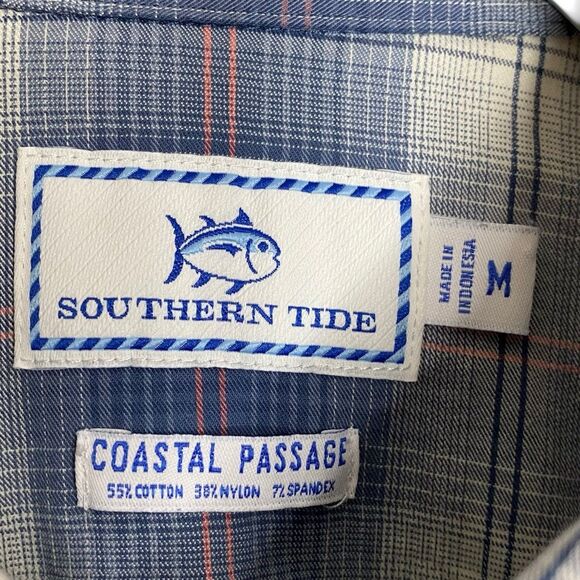 SOUTHERN TIDE
MADE IN
INDONESIA
M
COASTAL PASSAGE
55% COTTON 38% NYLON 7% SPANDEX